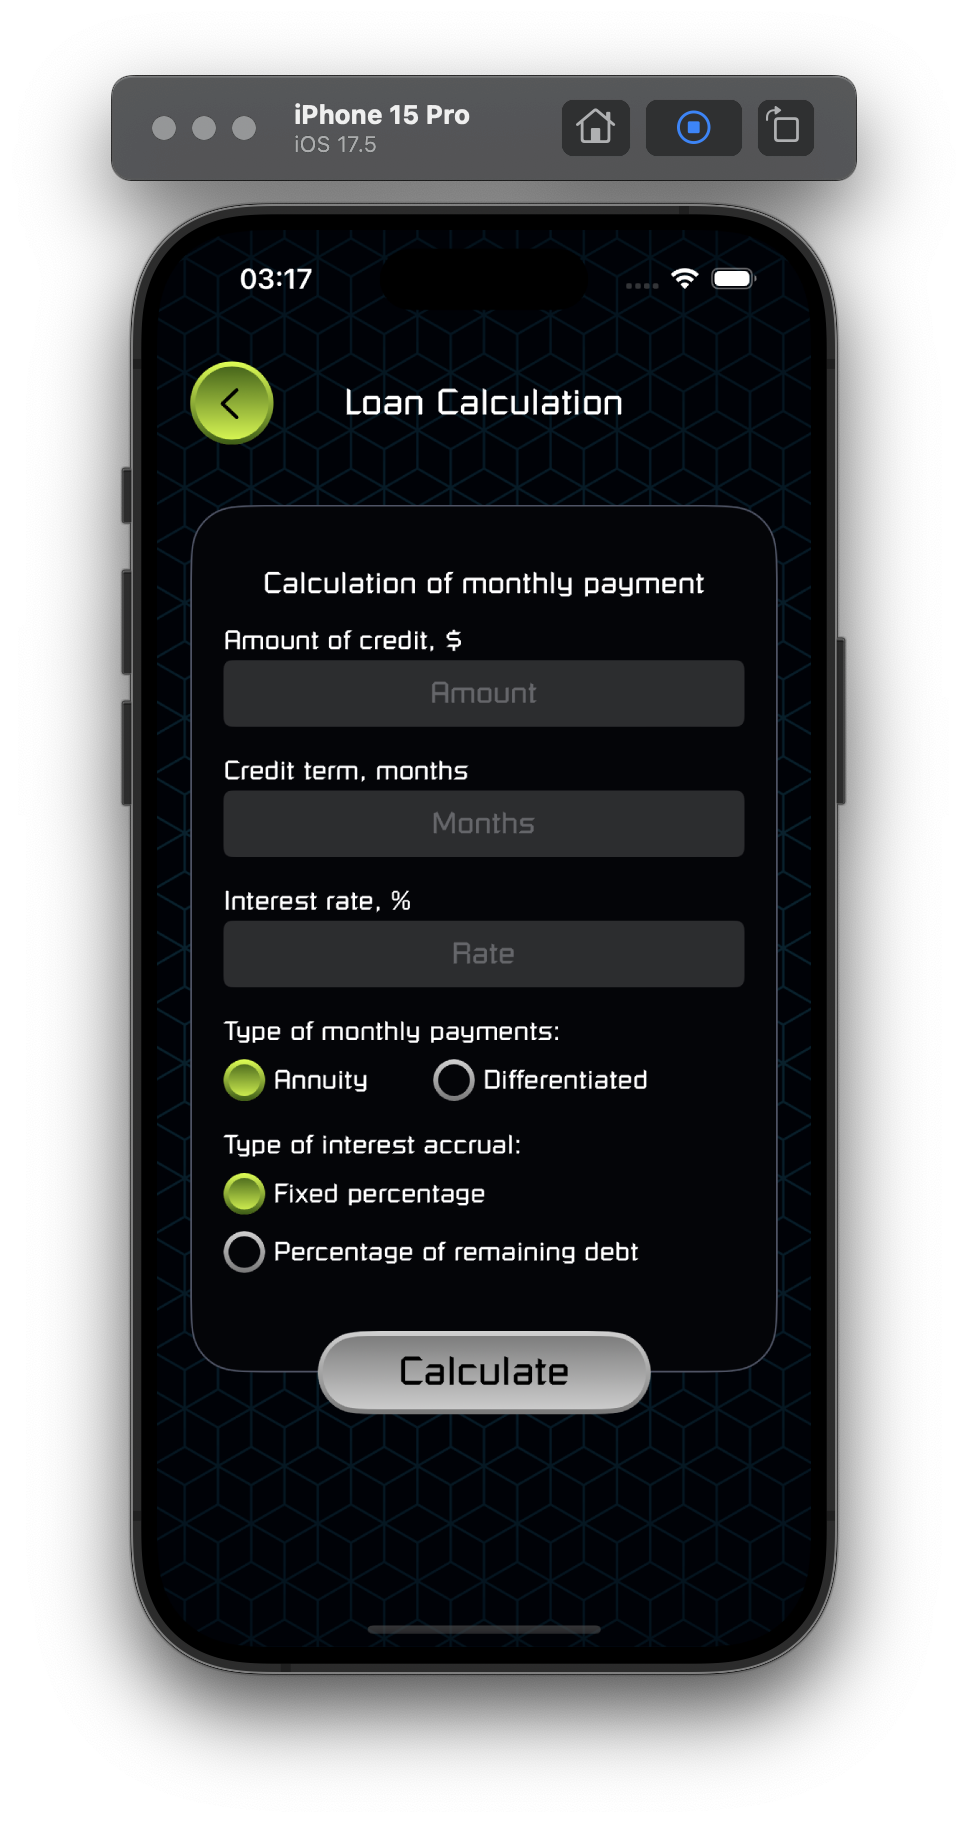 iPhone 15 Pro
iOS 17.5
03:17
Loan Calculation
Calculation of monthly payment
Amount of credit, $
Amount
Credit term, months
Months
Interest rate, %
Rate
Type of monthly payments:
Annuity Differentiated
Type of interest accrual:
Fixed percentage
Percentage of remaining debt
Calculate